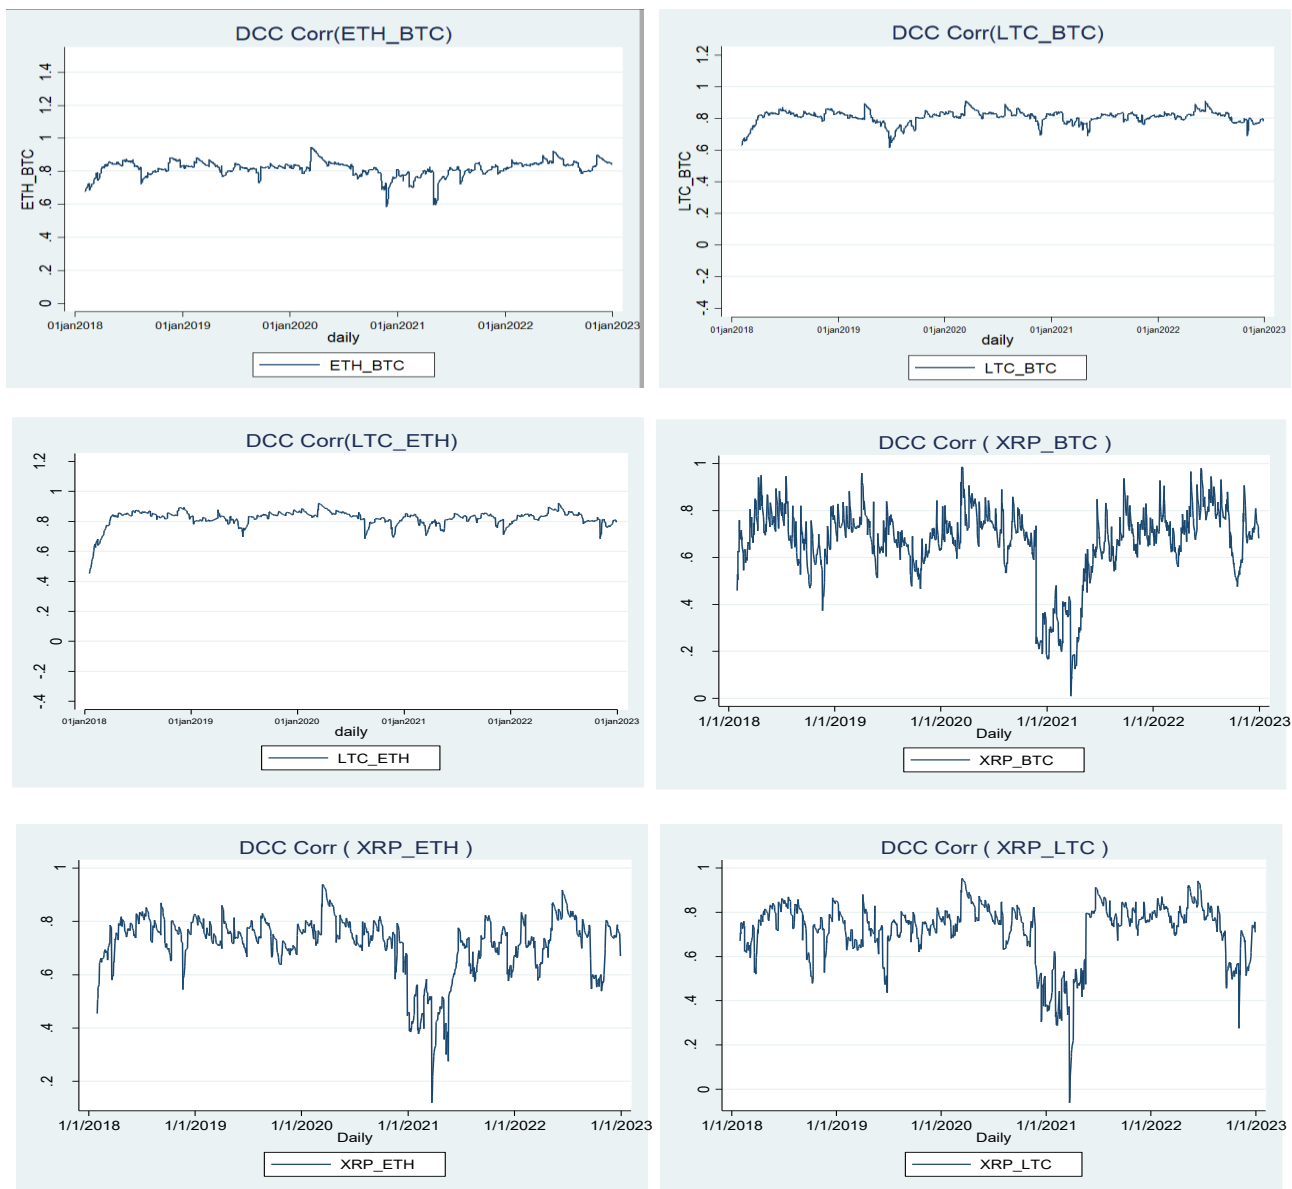 DCC Corr(ETH_BTC)
ETH_BTC
1.4
1.2
1
.8
.6
.4
.2
0
01jan2018 01jan2019 01jan2020 01jan2021 01jan2022 01jan2023
daily
ETH_BTC
DCC Corr(LTC_BTC)
LTC_BTC
1.2
1
.8
.6
.4
.2
0
-.2
-.4
01jan2018 01jan2019 01jan2020 01jan2021 01jan2022 01jan2023
daily
LTC_BTC
DCC Corr(LTC_ETH)
1.2
1
.8
.6
.4
.2
0
-.2
-.4
01jan2018 01jan2019 01jan2020 01jan2021 01jan2022 01jan2023
daily
LTC_ETH
DCC Corr ( XRP_BTC )
1
.8
.6
.4
.2
0
1/1/2018 1/1/2019 1/1/2020 1/1/2021 1/1/2022 1/1/2023
Daily
XRP_BTC
DCC Corr ( XRP_ETH )
1
.8
.6
.4
.2
1/1/2018 1/1/2019 1/1/2020 1/1/2021 1/1/2022 1/1/2023
Daily
XRP_ETH
DCC Corr ( XRP_LTC )
1
.8
.6
.4
.2
0
1/1/2018 1/1/2019 1/1/2020 1/1/2021 1/1/2022 1/1/2023
Daily
XRP_LTC